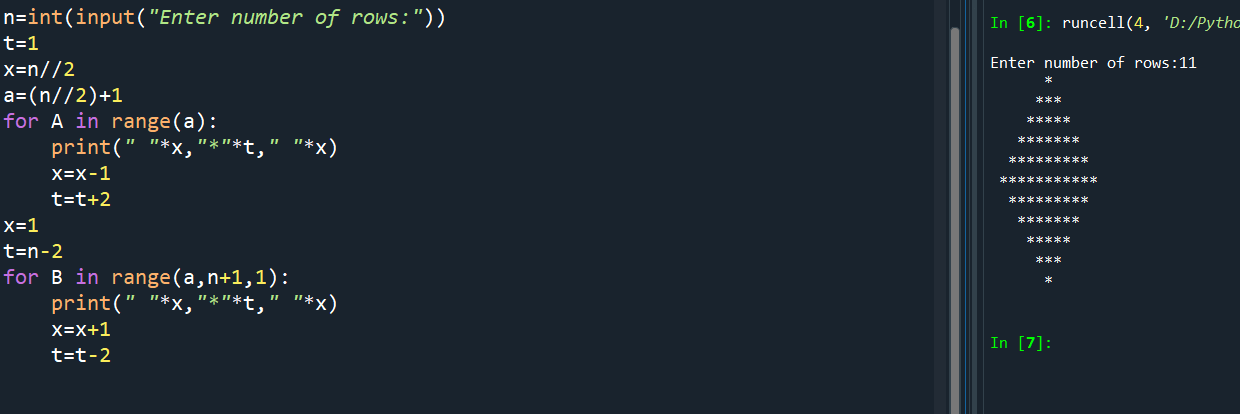 n=int(input("Enter number of rows:"))
t=1
x=n//2
a=(n//2)+1
for A in range(a):
    print(" "*x,"*"*t," "*x)
    x=x-1
    t=t+2
x=1
t=n-2
for B in range(a,n+1,1):
    print(" "*x,"*"*t," "*x)
    x=x+1
    t=t-2
In [6]: runcell(4, 'D:/Pytho
Enter number of rows:11
      *
     ***
    *****
   *******
  *********
 ***********
  *********
   *******
    *****
     ***
      *
In [7]: